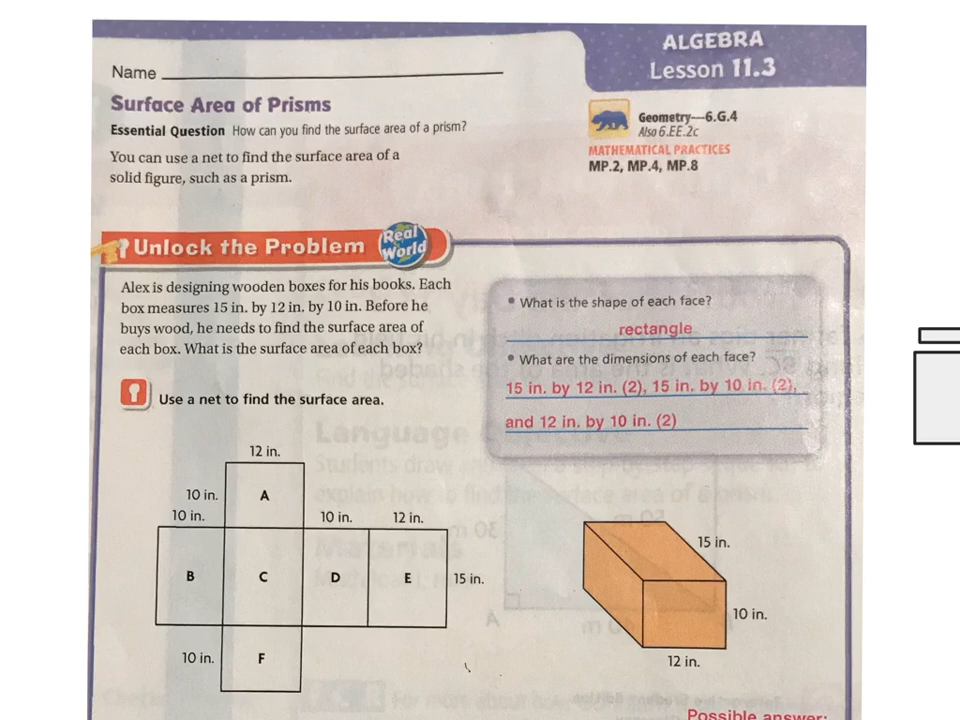 ALGEBRA
Lesson 11.3
Name
Surface Area of Prisms
Essential Question How can you find the surface area of a prism?
You can use a net to find the surface area of a
solid figure, such as a prism.
Geometry—6.G.4
Also 6.EE.2c
MATHEMATICAL PRACTICES
MP.2, MP.4, MP.8
Unlock the Problem
Real
World
Alex is designing wooden boxes for his books. Each
box measures 15 in. by 12 in. by 10 in. Before he
buys wood, he needs to find the surface area of
each box. What is the surface area of each box?
• What is the shape of each face?
rectangle
• What are the dimensions of each face?
15 in. by 12 in. (2), 15 in. by 10 in. (2),
and 12 in. by 10 in. (2)
Use a net to find the surface area.
12 in.
10 in. A
10 in. 10 in. 12 in.
B C D E 15 in.
10 in. F
15 in.
10 in.
12 in.
Possible answer: